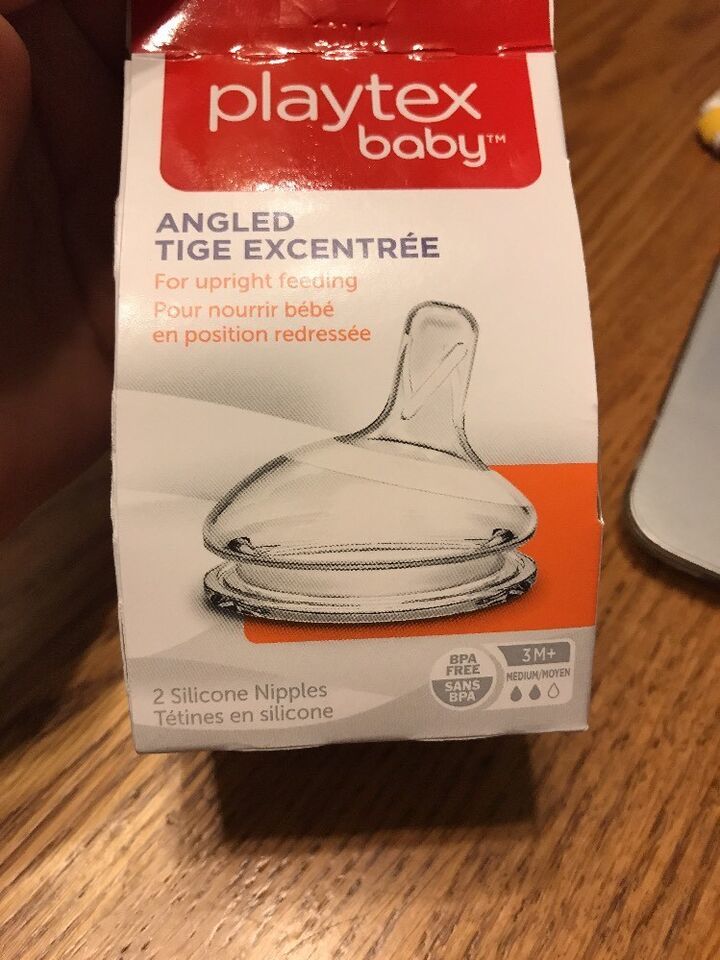 playtex
baby™
ANGLED
TIGE EXCENTRÉE
For upright feeding
Pour nourrir bébé
en position redressée
BPA
FREE
SANS
BPA
3M+
MEDIUM/MOYEN
2 Silicone Nipples
Tétines en silicone